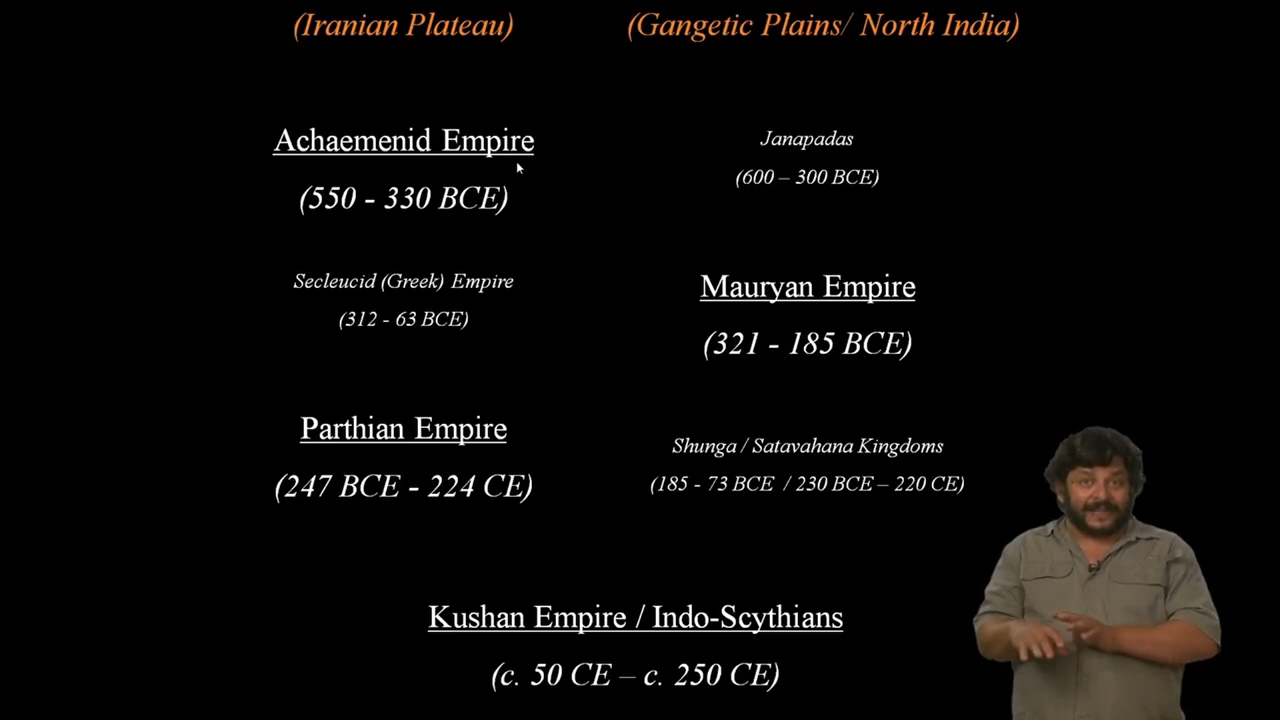 (Iranian Plateau)
(Gangetic Plains/ North India)
Achaemenid Empire
(550 - 330 BCE)
Janapadas
(600 – 300 BCE)
Secleucid (Greek) Empire
(312 - 63 BCE)
Mauryan Empire
(321 - 185 BCE)
Parthian Empire
(247 BCE - 224 CE)
Shunga / Satavahana Kingdoms
(185 - 73 BCE / 230 BCE – 220 CE)
Kushan Empire / Indo-Scythians
(c. 50 CE – c. 250 CE)